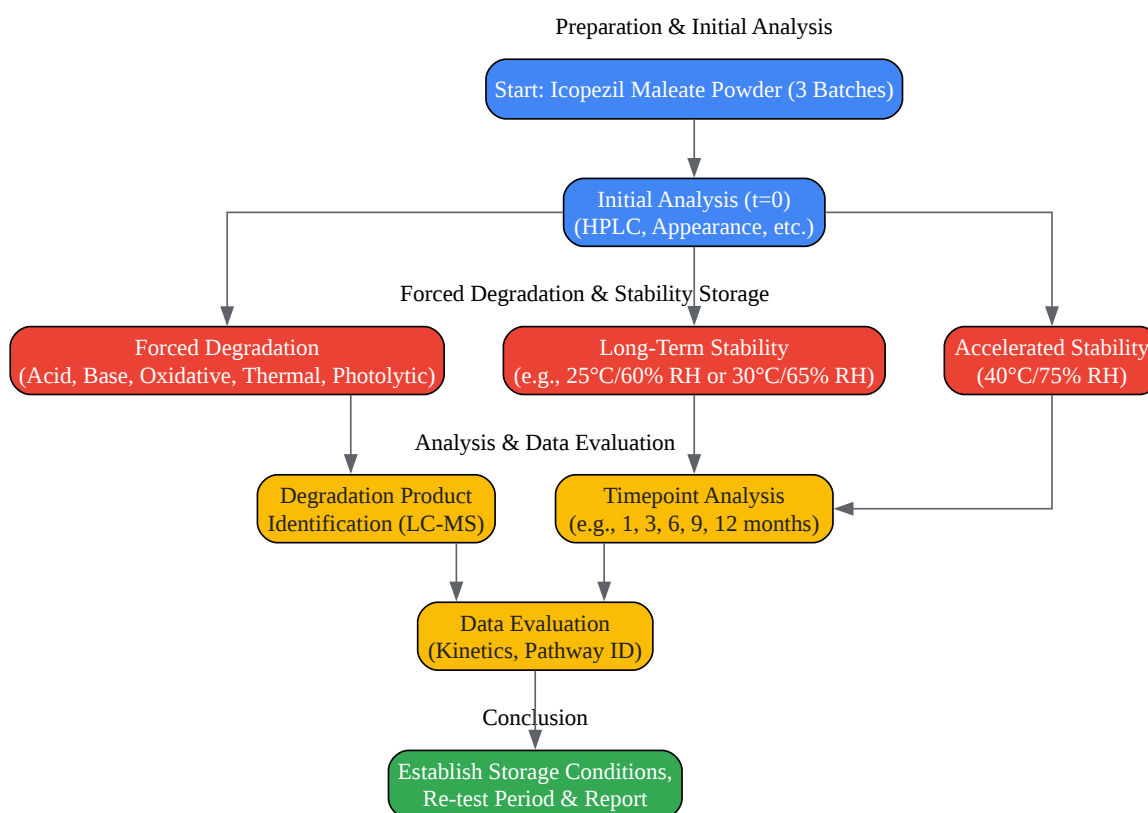 Preparation & Initial Analysis
Start: Icopezil Maleate Powder (3 Batches)
Initial Analysis (t=0)
(HPLC, Appearance, etc.)
Forced Degradation & Stability Storage
Forced Degradation
(Acid, Base, Oxidative, Thermal, Photolytic)
Long-Term Stability
(e.g., 25°C/60% RH or 30°C/65% RH)
Accelerated Stability
(40°C/75% RH)
Analysis & Data Evaluation
Degradation Product
Identification (LC-MS)
Timepoint Analysis
(e.g., 1, 3, 6, 9, 12 months)
Data Evaluation
(Kinetics, Pathway ID)
Conclusion
Establish Storage Conditions,
Re-test Period & Report